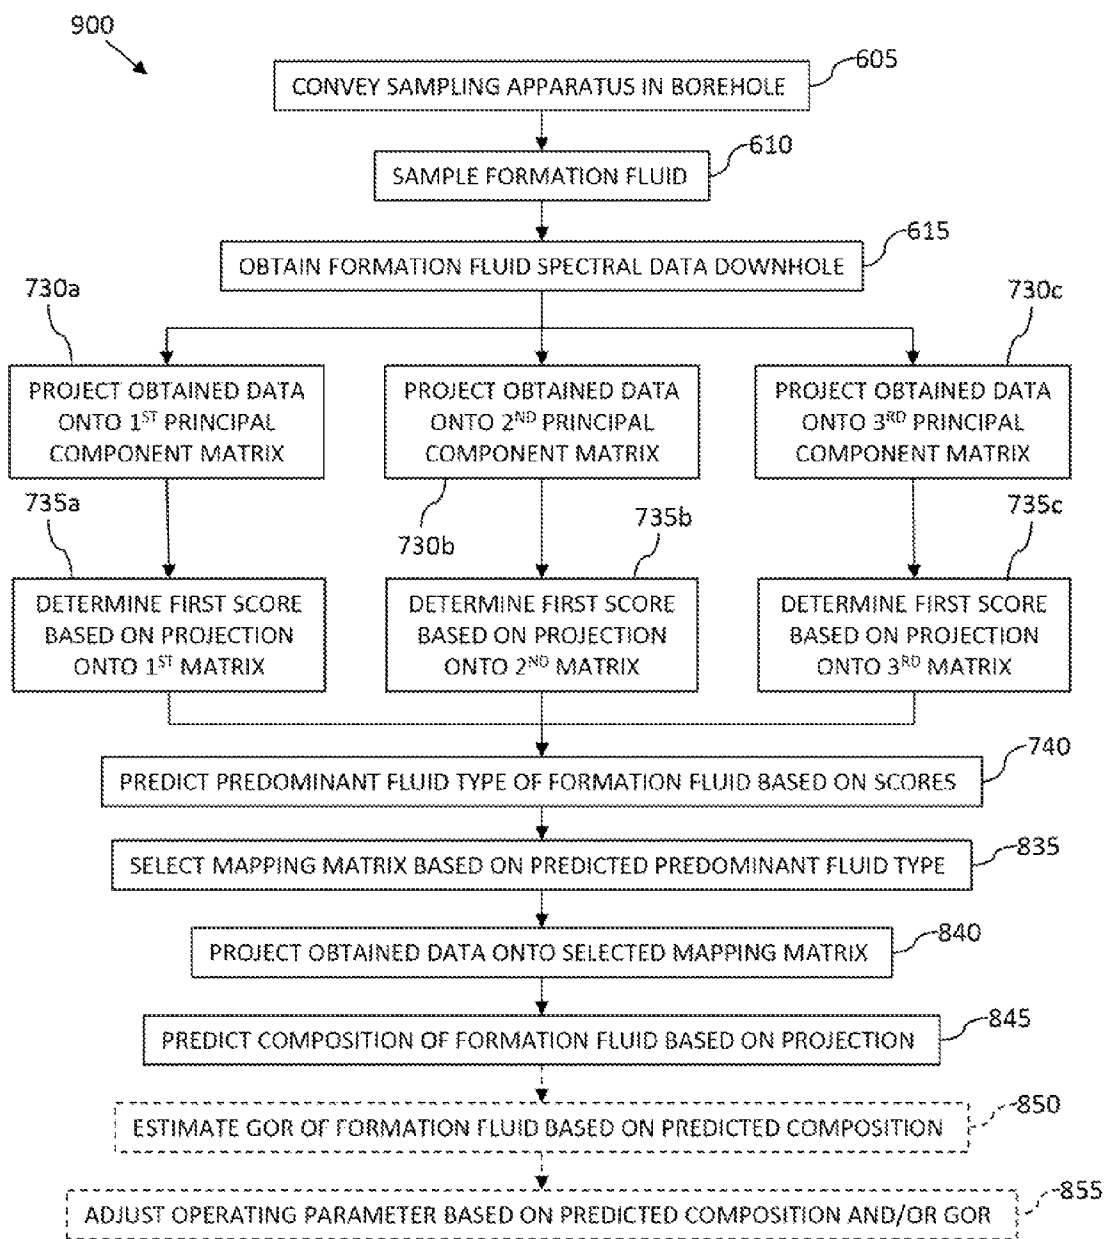 900
CONVEY SAMPLING APPARATUS IN BOREHOLE
605
SAMPLE FORMATION FLUID
610
OBTAIN FORMATION FLUID SPECTRAL DATA DOWNHOLE
615
730a
PROJECT OBTAINED DATA
ONTO 1ST PRINCIPAL
COMPONENT MATRIX
PROJECT OBTAINED DATA
ONTO 2ND PRINCIPAL
COMPONENT MATRIX
730b
730c
PROJECT OBTAINED DATA
ONTO 3RD PRINCIPAL
COMPONENT MATRIX
735a
DETERMINE FIRST SCORE
BASED ON PROJECTION
ONTO 1ST MATRIX
735b
DETERMINE FIRST SCORE
BASED ON PROJECTION
ONTO 2ND MATRIX
735c
DETERMINE FIRST SCORE
BASED ON PROJECTION
ONTO 3RD MATRIX
740
PREDICT PREDOMINANT FLUID TYPE OF FORMATION FLUID BASED ON SCORES
835
SELECT MAPPING MATRIX BASED ON PREDICTED PREDOMINANT FLUID TYPE
840
PROJECT OBTAINED DATA ONTO SELECTED MAPPING MATRIX
845
PREDICT COMPOSITION OF FORMATION FLUID BASED ON PROJECTION
850
ESTIMATE GOR OF FORMATION FLUID BASED ON PREDICTED COMPOSITION
855
ADJUST OPERATING PARAMETER BASED ON PREDICTED COMPOSITION AND/OR GOR